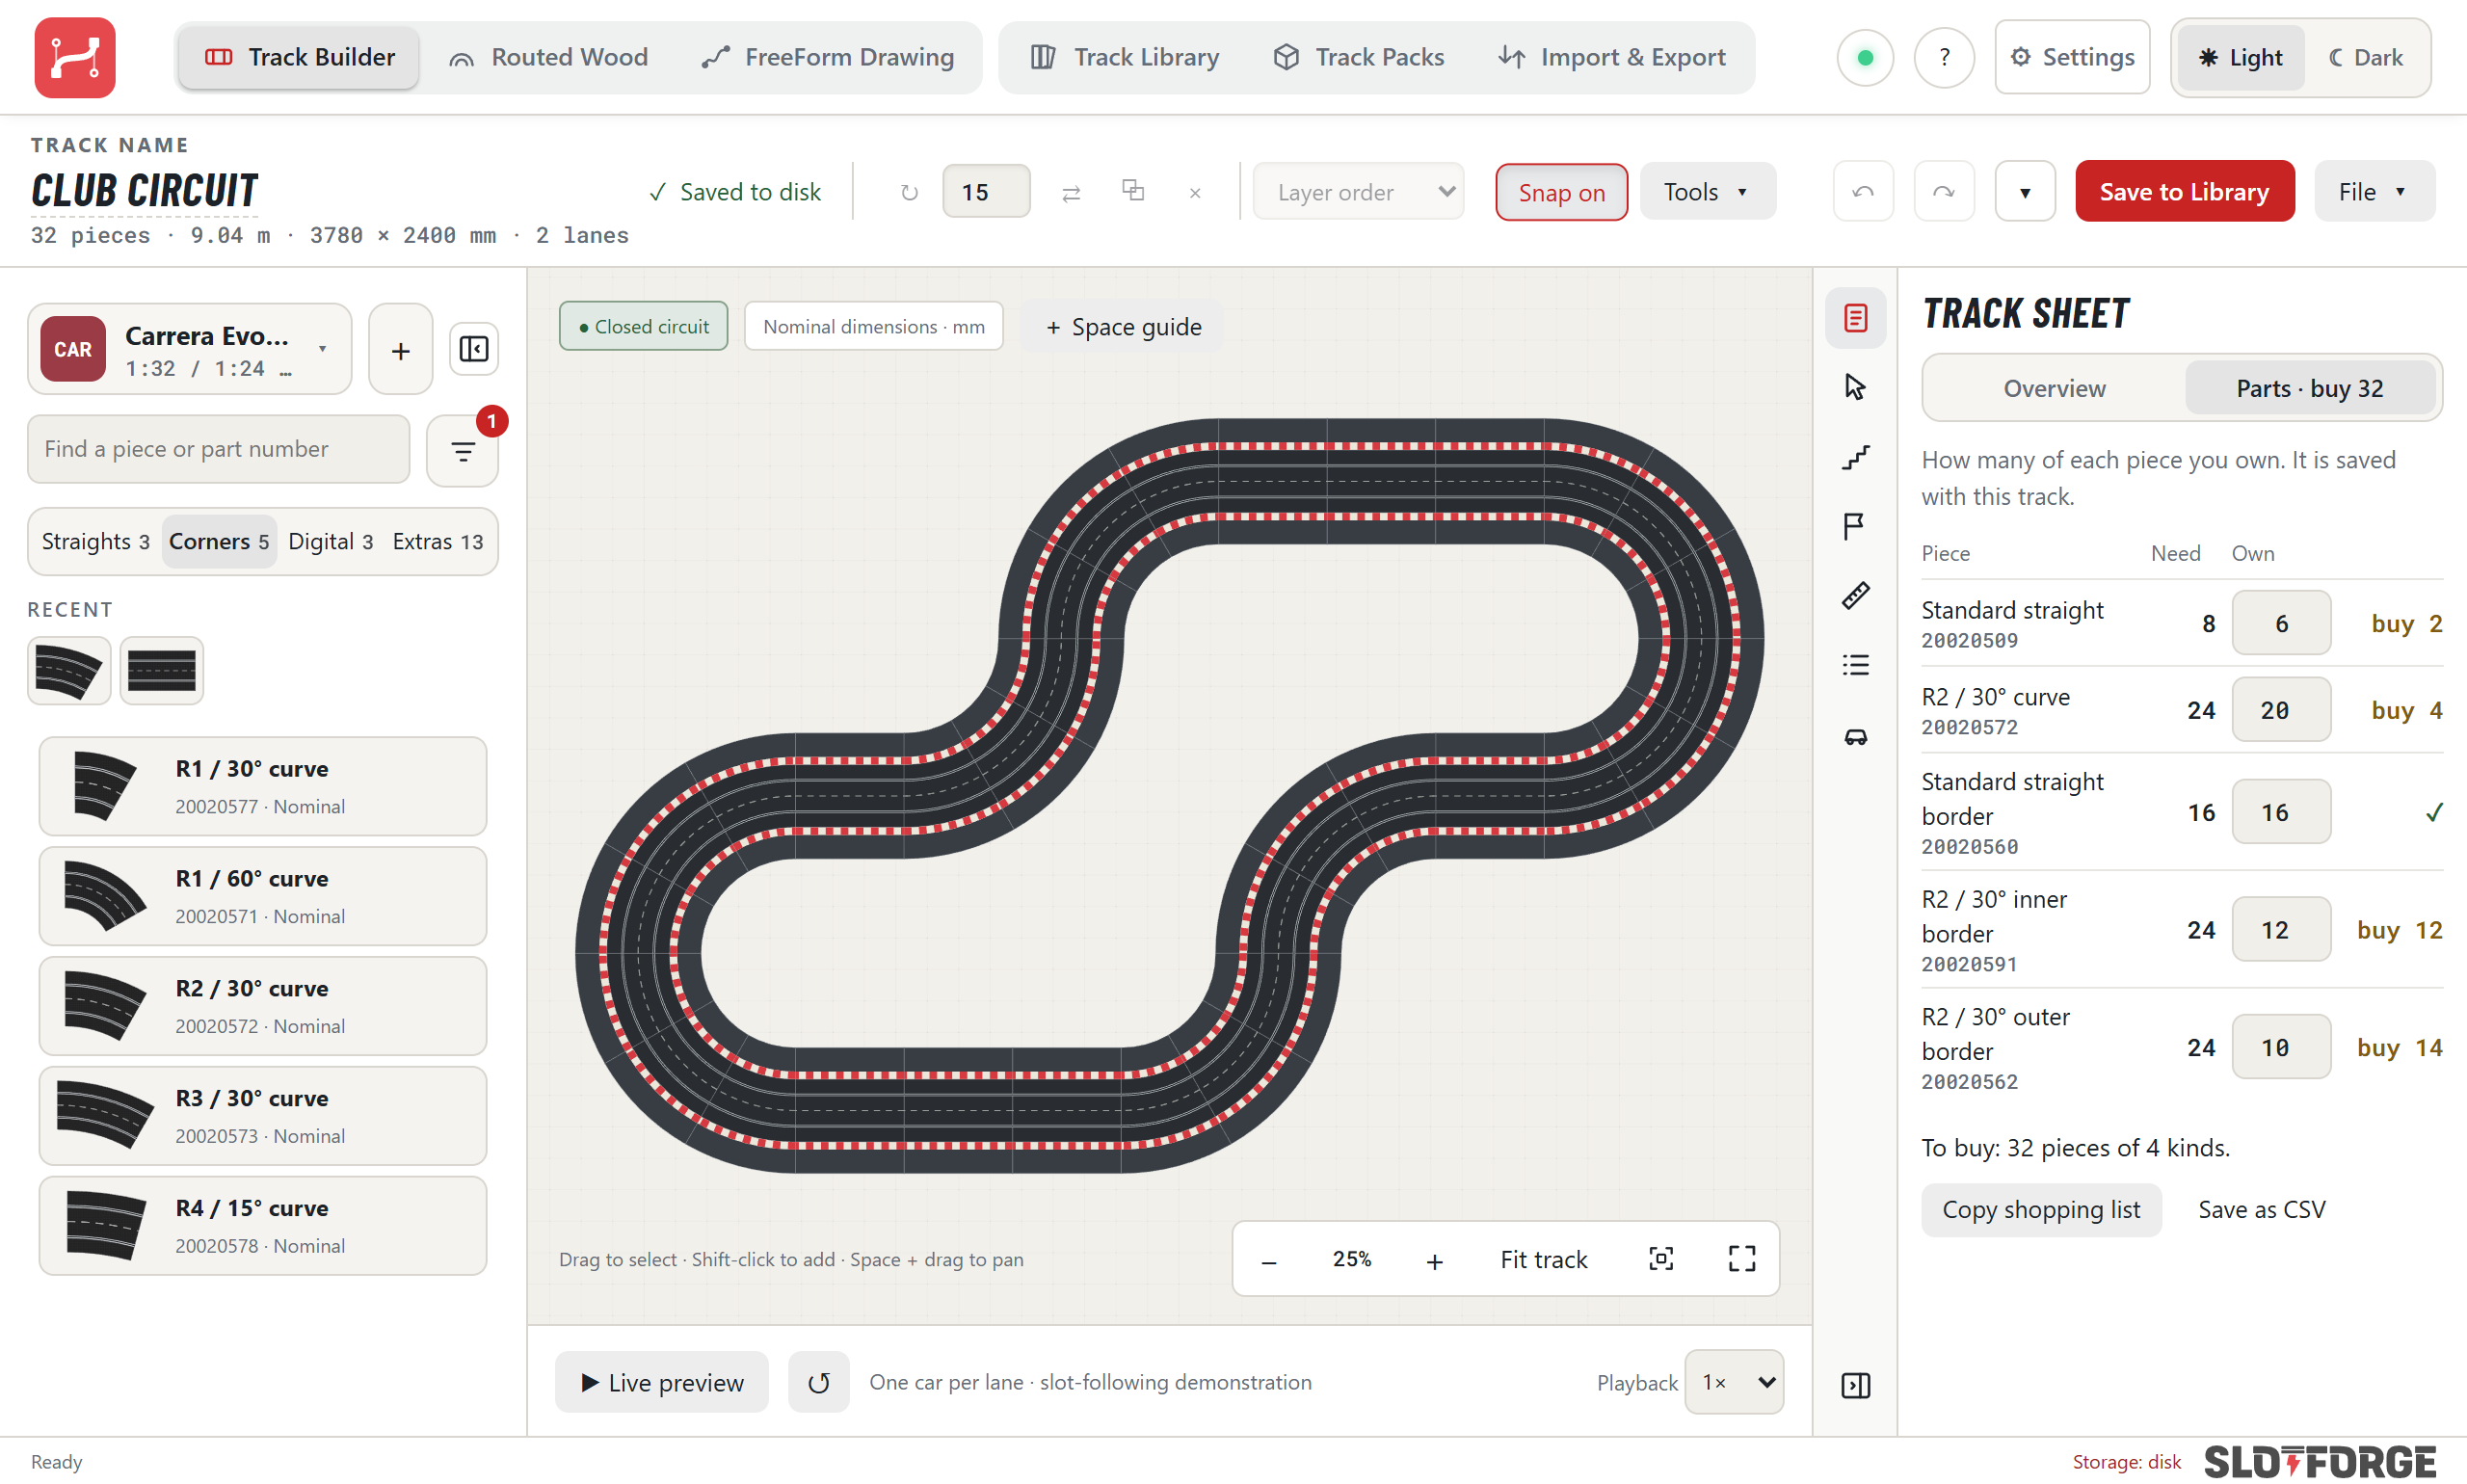 Track Builder
Routed Wood
FreeForm Drawing
Track Library
Track Packs
Import & Export
?
Settings
Light
Dark
TRACK NAME
CLUB CIRCUIT
32 pieces · 9.04 m · 3780 × 2400 mm · 2 lanes
✓ Saved to disk
15
Layer order
Snap on
Tools
Save to Library
File
CAR
Carrera Evo...
1:32 / 1:24 …
+
Find a piece or part number
1
Straights 3
Corners 5
Digital 3
Extras 13
RECENT
R1 / 30° curve
20020577 · Nominal
R1 / 60° curve
20020571 · Nominal
R2 / 30° curve
20020572 · Nominal
R3 / 30° curve
20020573 · Nominal
R4 / 15° curve
20020578 · Nominal
● Closed circuit
Nominal dimensions · mm
+ Space guide
Drag to select · Shift-click to add · Space + drag to pan
– 25% + Fit track
Live preview
One car per lane · slot-following demonstration
Playback
1×
TRACK SHEET
Overview
Parts · buy 32
How many of each piece you own. It is saved
with this track.
Piece Need Own
Standard straight
20020509
8 6 buy 2
R2 / 30° curve
20020572
24 20 buy 4
Standard straight
border
20020560
16 16 ✓
R2 / 30° inner
border
20020591
24 12 buy 12
R2 / 30° outer
border
20020562
24 10 buy 14
To buy: 32 pieces of 4 kinds.
Copy shopping list
Save as CSV
Ready
Storage: disk
SLOTFORGE